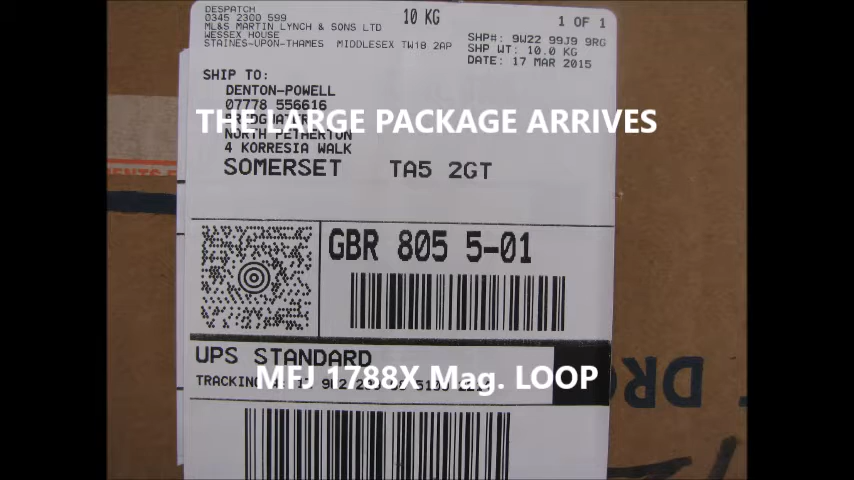 DESPATCH
0345 2300 599
ML&S MARTIN LYNCH & SONS LTD
WESSEX HOUSE
STAINES-UPON-THAMES MIDDLESEX TW18 2AP
10 KG
1 OF 1
SHP#: 9W22 99J9 9RG
SHP WT: 10.0 KG
DATE: 17 MAR 2015
SHIP TO:
DENTON-POWELL
07778 556616
THE LARGE PACKAGE ARRIVES
NORTH PETHERTON
4 KORRESIA WALK
SOMERSET TA5 2GT
GBR 805 5-01
UPS STANDARD
MFJ 1788X Mag. LOOP